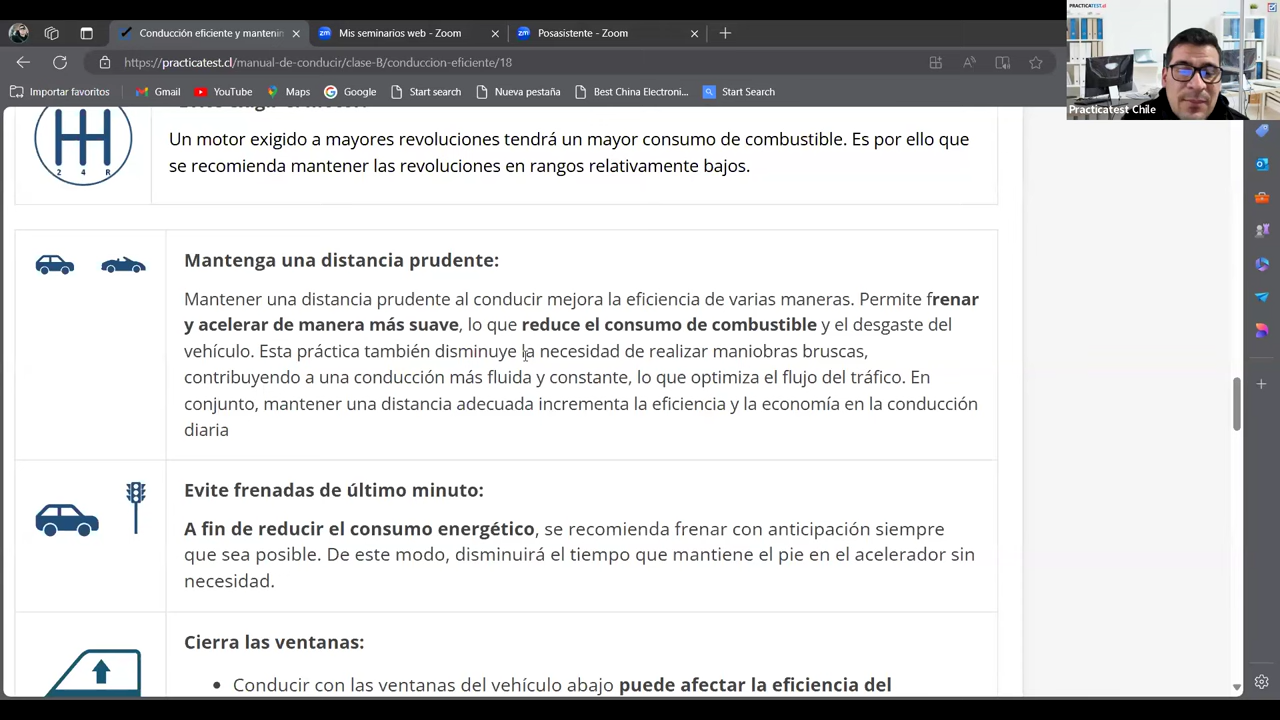 Conducción eficiente y mantenin
Mis seminarios web - Zoom
Posasistente - Zoom
https://practicatest.cl/manual-de-conducir/clase-B/conduccion-eficiente/18
Importar favoritos
Gmail
YouTube
Maps
Google
Start search
Nueva pestaña
Best China Electroni...
Start Search
PRACTICATEST.cl
Practicatest Chile
2 4 R
Un motor exigido a mayores revoluciones tendrá un mayor consumo de combustible. Es por ello que
se recomienda mantener las revoluciones en rangos relativamente bajos.
Mantenga una distancia prudente:
Mantener una distancia prudente al conducir mejora la eficiencia de varias maneras. Permite frenar
y acelerar de manera más suave, lo que reduce el consumo de combustible y el desgaste del
vehículo. Esta práctica también disminuye la necesidad de realizar maniobras bruscas,
contribuyendo a una conducción más fluida y constante, lo que optimiza el flujo del tráfico. En
conjunto, mantener una distancia adecuada incrementa la eficiencia y la economía en la conducción
diaria
Evite frenadas de último minuto:
A fin de reducir el consumo energético, se recomienda frenar con anticipación siempre
que sea posible. De este modo, disminuirá el tiempo que mantiene el pie en el acelerador sin
necesidad.
Cierra las ventanas:
• Conducir con las ventanas del vehículo abajo puede afectar la eficiencia del